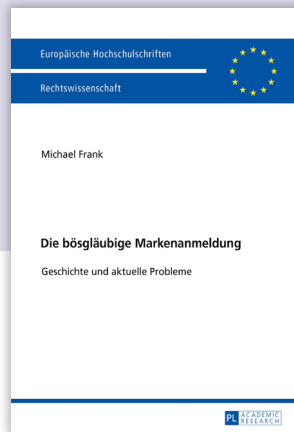 Europäische Hochschulschriften
Rechtswissenschaft
Michael Frank
Die bösgläubige Markenanmeldung
Geschichte und aktuelle Probleme
PL ACADEMIC
RESEARCH